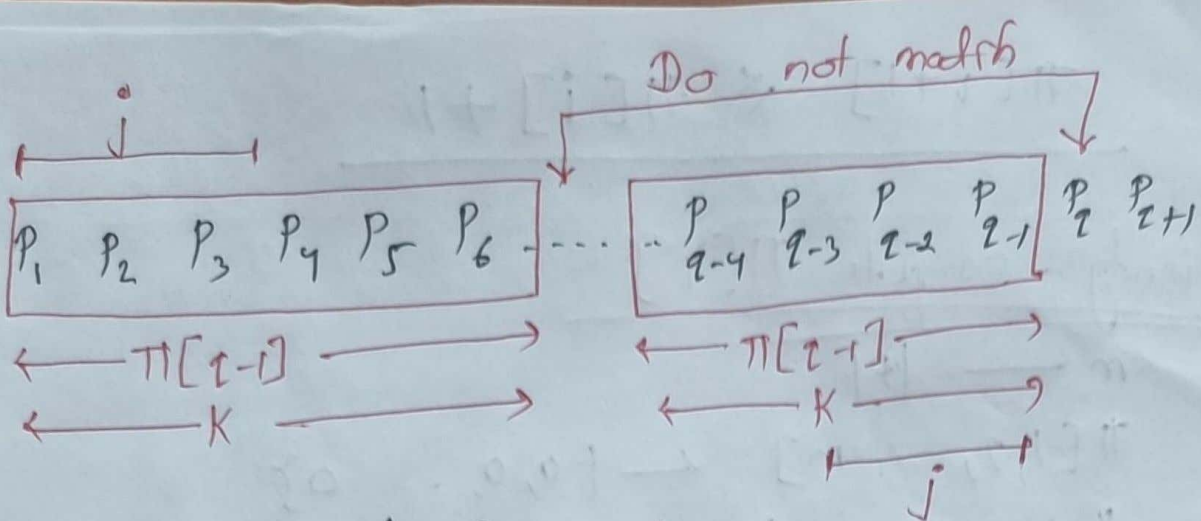 Do not match
j
P1 P2 P3 P4 P5 P6 ------.. Pq-4 Pq-3 Pq-2 Pq-1 Pq Pq+1
π[q-1] π[q-1]
K K
j